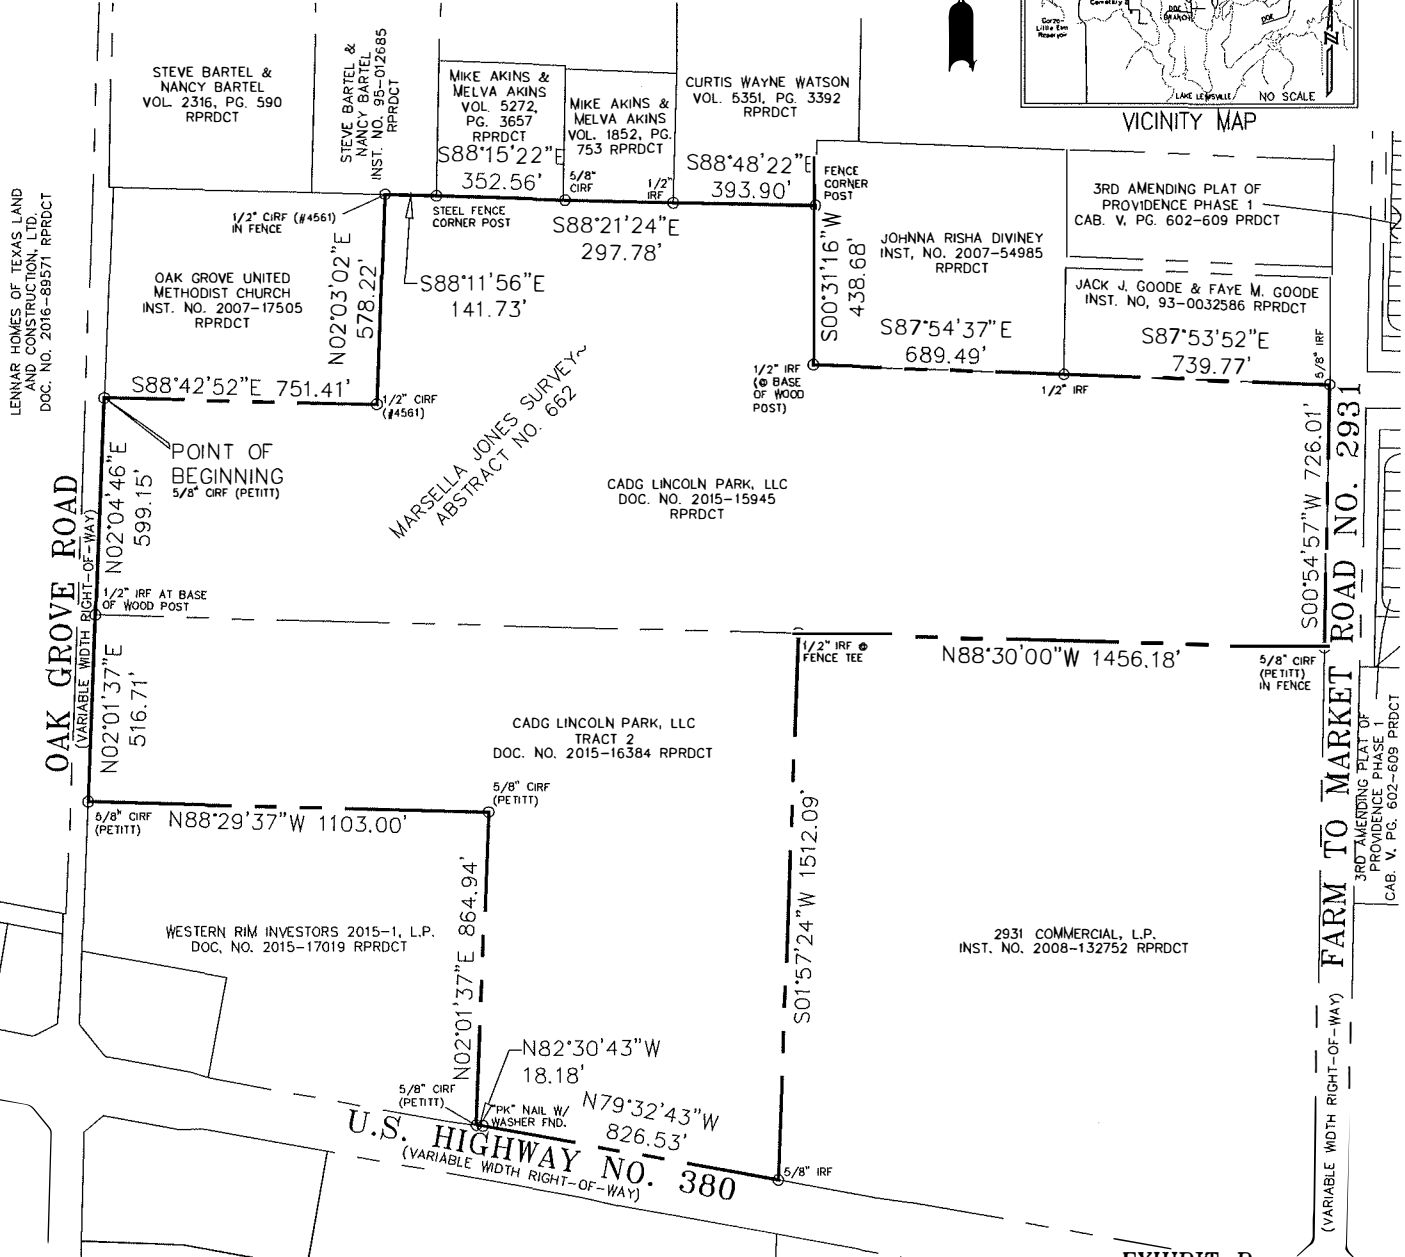 Cemetery
DOE
BRANCH
DOE
Little Elm
Reservoir
LAKE LEWISVILLE
NO SCALE
N
VICINITY MAP
STEVE BARTEL &
NANCY BARTEL
VOL. 2316, PG. 590
RPRDCT
STEVE BARTEL &
NANCY BARTEL
INST. NO. 95-012685
RPRDCT
MIKE AKINS &
MELVA AKINS
VOL. 5272,
PG. 3657
RPRDCT
MIKE AKINS &
MELVA AKINS
VOL. 1852, PG.
753 RPRDCT
CURTIS WAYNE WATSON
VOL. 5351, PG. 3392
RPRDCT
S88°15'22"E
352.56'
5/8"
CIRF
1/2"
IRF
S88°48'22"E
393.90'
FENCE
CORNER
POST
3RD AMENDING PLAT OF
PROVIDENCE PHASE 1
CAB. V, PG. 602-609 PRDCT
LENNAR HOMES OF TEXAS LAND
AND CONSTRUCTION, LTD.
DOC. NO. 2016-89571 RPRDCT
1/2" CIRF (#4561)
IN FENCE
STEEL FENCE
CORNER POST
S88°21'24"E
297.78'
OAK GROVE UNITED
METHODIST CHURCH
INST. NO. 2007-17505
RPRDCT
N02°03'02"E
578.22'
S88°11'56"E
141.73'
S00°31'16"W
438.68'
JOHNNA RISHA DIVINEY
INST, NO. 2007-54985
RPRDCT
JACK J. GOODE & FAYE M. GOODE
INST. NO, 93-0032586 RPRDCT
S87°54'37"E
689.49'
S87°53'52"E
739.77'
5/8" IRF
S88°42'52"E 751.41'
1/2" CIRF
(#4561)
1/2" IRF
(@ BASE
OF WOOD
POST)
1/2" IRF
MARSELLA JONES SURVEY~
ABSTRACT NO. 662
POINT OF
BEGINNING
5/8" CIRF (PETITT)
CADG LINCOLN PARK, LLC
DOC. NO. 2015-15945
RPRDCT
N02°04'46"E
599.15'
S00°54'57"W 726.01'
OAK GROVE ROAD
(VARIABLE WIDTH RIGHT-OF-WAY)
1/2" IRF AT BASE
OF WOOD POST
1/2" IRF @
FENCE TEE
N88°30'00"W 1456.18'
5/8" CIRF
(PETITT)
IN FENCE
FARM TO MARKET ROAD NO. 2931
(VARIABLE WIDTH RIGHT-OF-WAY)
3RD AMENDING PLAT OF
PROVIDENCE PHASE 1
CAB. V, PG. 602-609 PRDCT
N02°01'37"E
516.71'
CADG LINCOLN PARK, LLC
TRACT 2
DOC. NO. 2015-16384 RPRDCT
5/8" CIRF
(PETITT)
5/8" CIRF
(PETITT)
N88°29'37"W 1103.00'
S01°57'24"W 1512.09'
N02°01'37"E 864.94'
WESTERN RIM INVESTORS 2015-1, L.P.
DOC, NO. 2015-17019 RPRDCT
2931 COMMERCIAL, L.P.
INST. NO. 2008-132752 RPRDCT
N82°30'43"W
18.18'
5/8" CIRF
(PETITT)
"PK" NAIL W/
WASHER FND.
N79°32'43"W
826.53'
5/8" IRF
U.S. HIGHWAY NO. 380
(VARIABLE WIDTH RIGHT-OF-WAY)